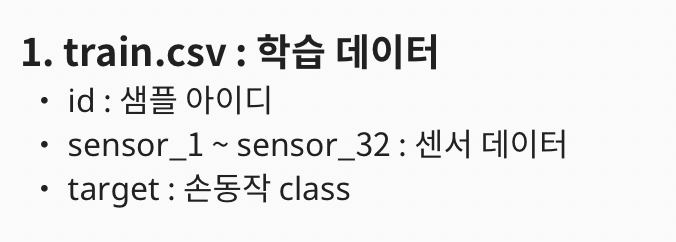 1. train.csv : 학습 데이터
• id : 샘플 아이디
• sensor_1 ~ sensor_32 : 센서 데이터
• target : 손동작 class